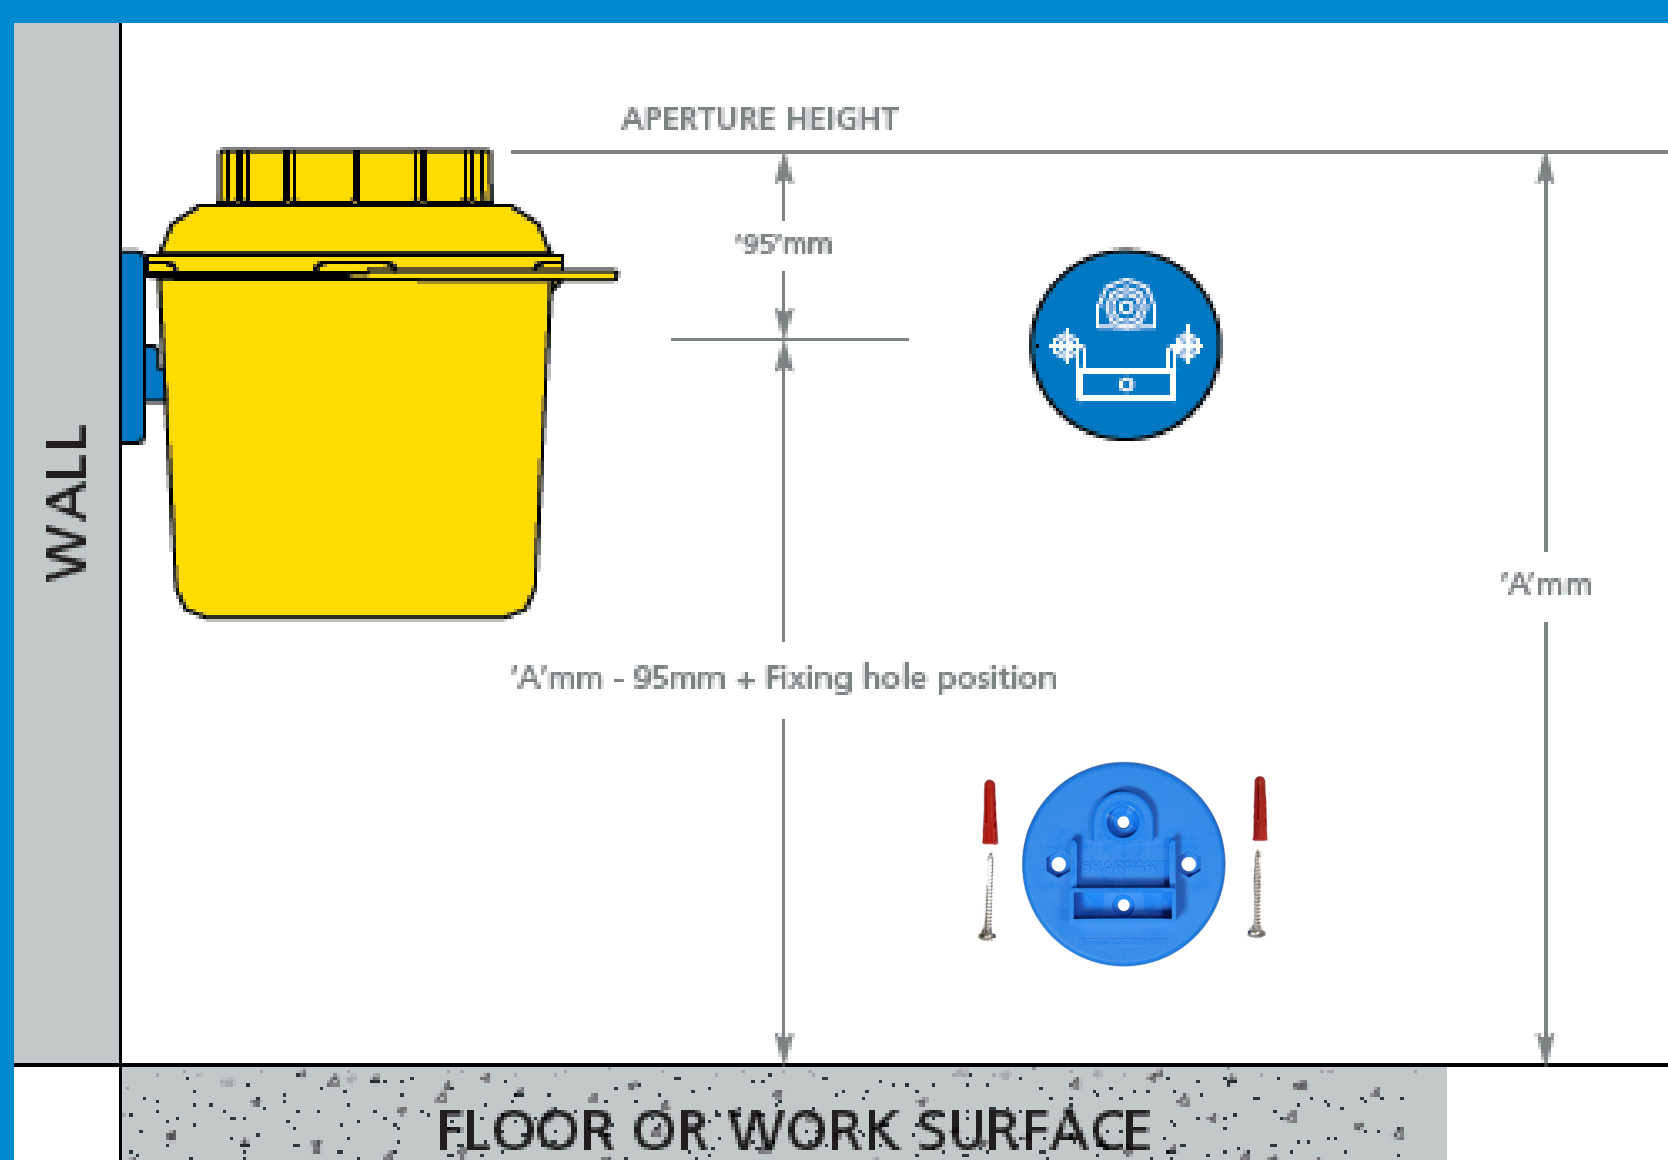 APERTURE HEIGHT
'95'mm
WALL
'A'mm
'A'mm - 95mm + Fixing hole position
FLOOR OR WORK SURFACE